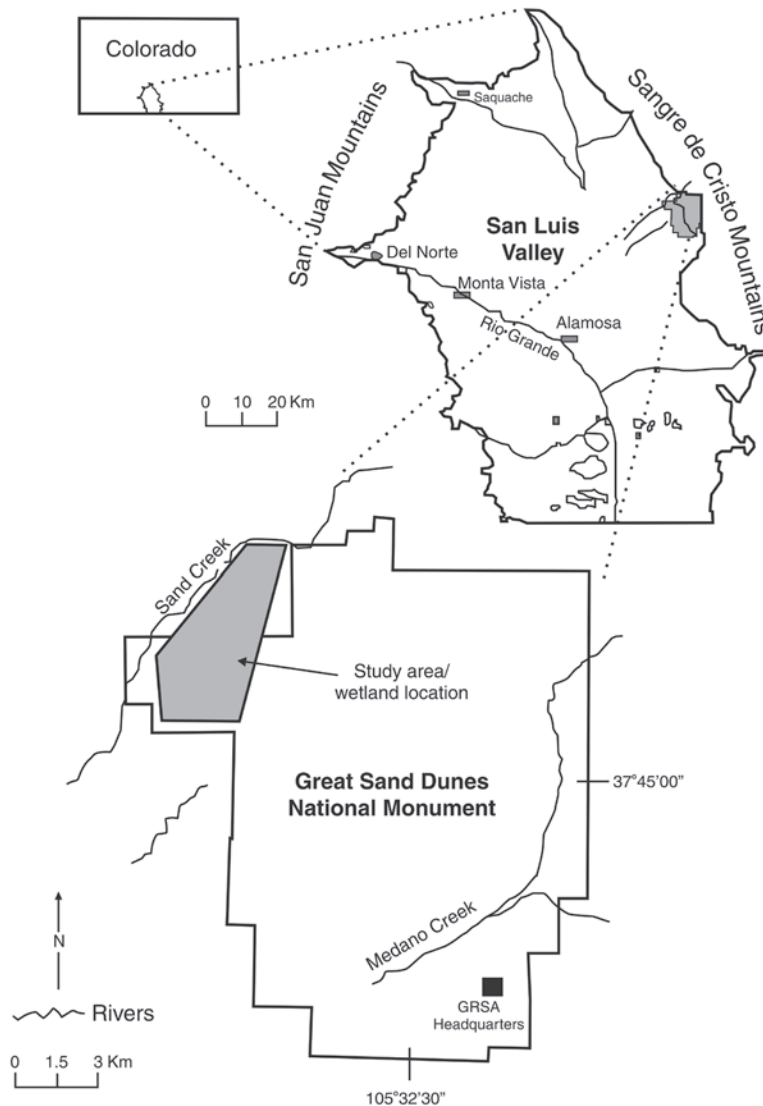 Colorado
San Juan Mountains
Saquache
Sangre de Cristo Mountains
San Luis
Valley
Del Norte
Monta Vista
Rio Grande
Alamosa
0 10 20 Km
Sand Creek
Study area/
wetland location
Great Sand Dunes
National Monument
37°45'00"
Medano Creek
N
GRSA
Headquarters
Rivers
0 1.5 3 Km
105°32'30"